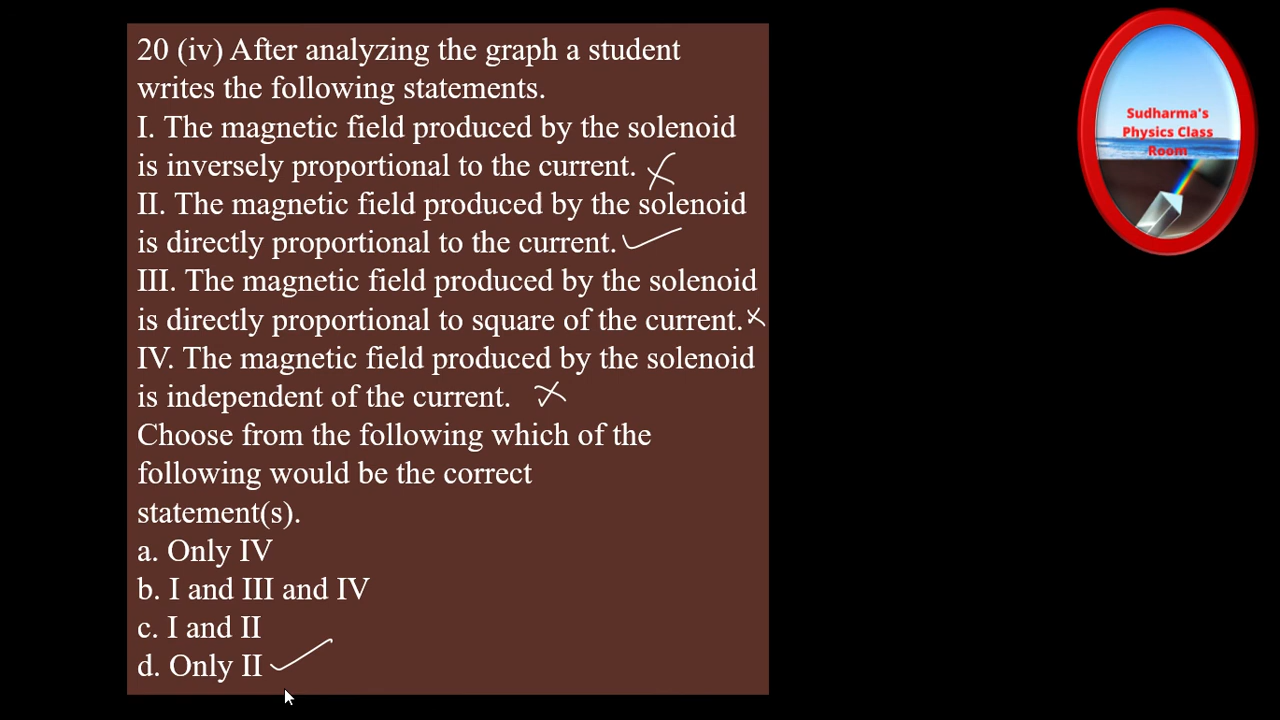 20 (iv) After analyzing the graph a student
writes the following statements.
I. The magnetic field produced by the solenoid
is inversely proportional to the current.
II. The magnetic field produced by the solenoid
is directly proportional to the current.
III. The magnetic field produced by the solenoid
is directly proportional to square of the current.
IV. The magnetic field produced by the solenoid
is independent of the current.
Choose from the following which of the
following would be the correct
statement(s).
a. Only IV
b. I and III and IV
c. I and II
d. Only II
Sudharma's
Physics Class
Room